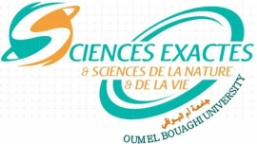 SCIENCES EXACTES
& SCIENCES DE LA NATURE
& DE LA VIE
جامعة أم البواقي
OUM EL BOUAGHI UNIVERSITY